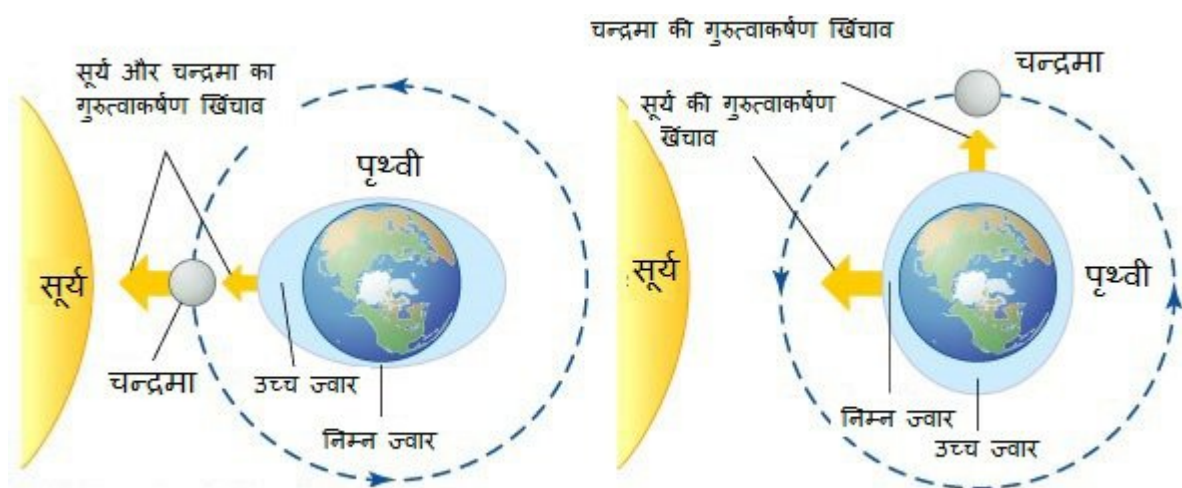 सूर्य और चन्द्रमा का
गुरुत्वाकर्षण खिंचाव
पृथ्वी
सूर्य
चन्द्रमा
उच्च ज्वार
निम्न ज्वार
चन्द्रमा की गुरुत्वाकर्षण खिंचाव
चन्द्रमा
सूर्य की गुरुत्वाकर्षण
खिंचाव
सूर्य
पृथ्वी
निम्न ज्वार
उच्च ज्वार